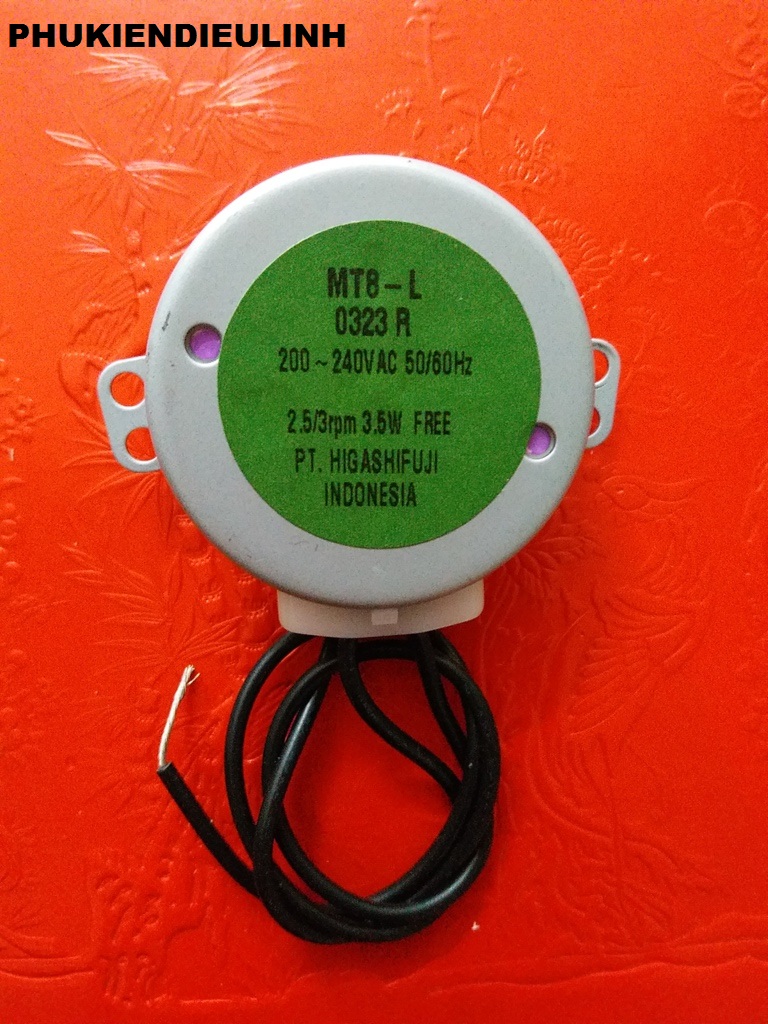 PHUKIENDIEULINH
MT8-L
0323 R
200 ~ 240VAC 50/60Hz
2.5/3rpm 3.5W FREE
PT. HIGASHIFUJI
INDONESIA